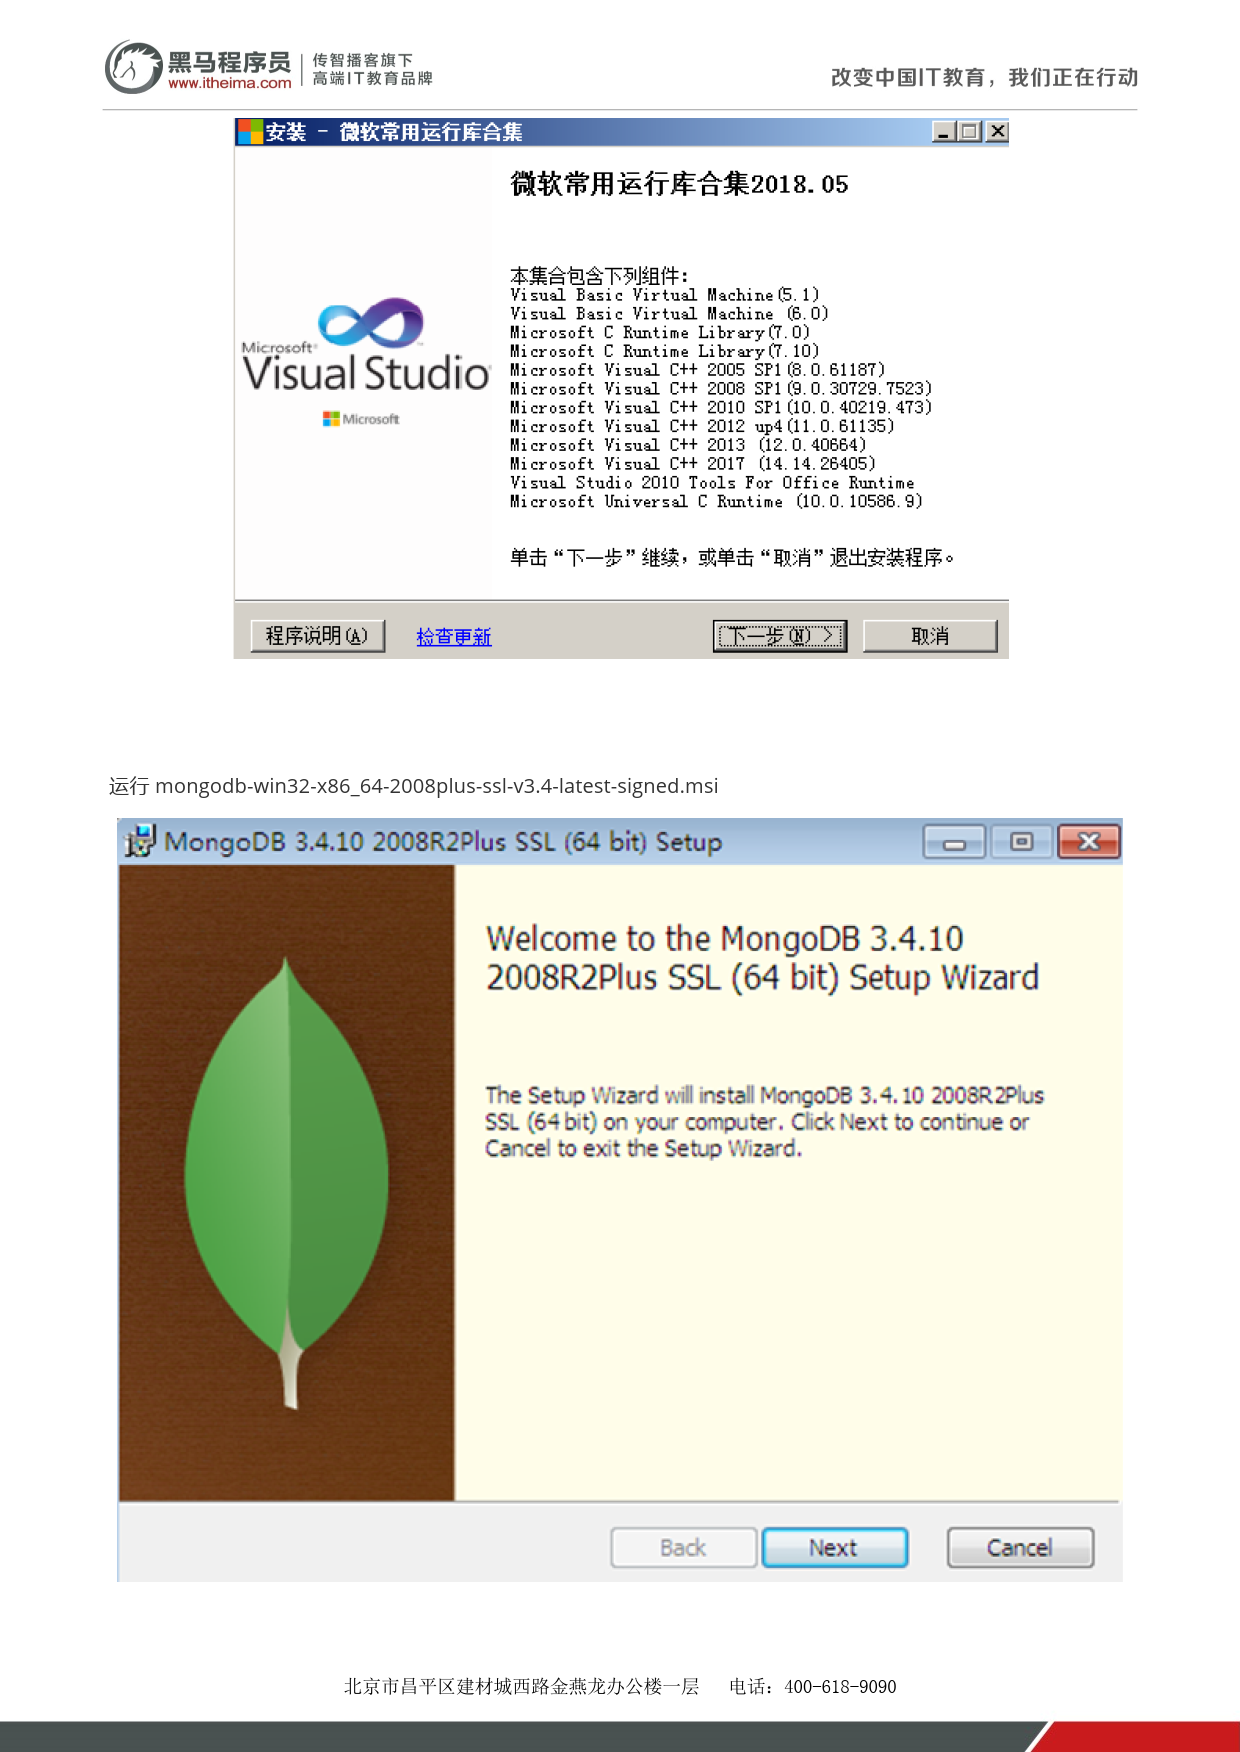 黑马程序员
www.itheima.com
传智播客旗下
高端IT教育品牌
改变中国IT教育，我们正在行动
安装 - 微软常用运行库合集
微软常用运行库合集2018.05
本集合包含下列组件:
Visual Basic Virtual Machine(5.1)
Visual Basic Virtual Machine (6.0)
Microsoft C Runtime Library(7.0)
Microsoft C Runtime Library(7.10)
Microsoft Visual C++ 2005 SP1(8.0.61187)
Microsoft Visual C++ 2008 SP1(9.0.30729.7523)
Microsoft Visual C++ 2010 SP1(10.0.40219.473)
Microsoft Visual C++ 2012 up4(11.0.61135)
Microsoft Visual C++ 2013 (12.0.40664)
Microsoft Visual C++ 2017 (14.14.26405)
Visual Studio 2010 Tools For Office Runtime
Microsoft Universal C Runtime (10.0.10586.9)
Microsoft
Visual Studio
Microsoft
单击“下一步”继续，或单击“取消”退出安装程序。
程序说明(A)
检查更新
下一步(N) >
取消
运行 mongodb-win32-x86_64-2008plus-ssl-v3.4-latest-signed.msi
MongoDB 3.4.10 2008R2Plus SSL (64 bit) Setup
Welcome to the MongoDB 3.4.10
2008R2Plus SSL (64 bit) Setup Wizard
The Setup Wizard will install MongoDB 3.4.10 2008R2Plus
SSL (64 bit) on your computer. Click Next to continue or
Cancel to exit the Setup Wizard.
Back
Next
Cancel
北京市昌平区建材城西路金燕龙办公楼一层 电话：400-618-9090